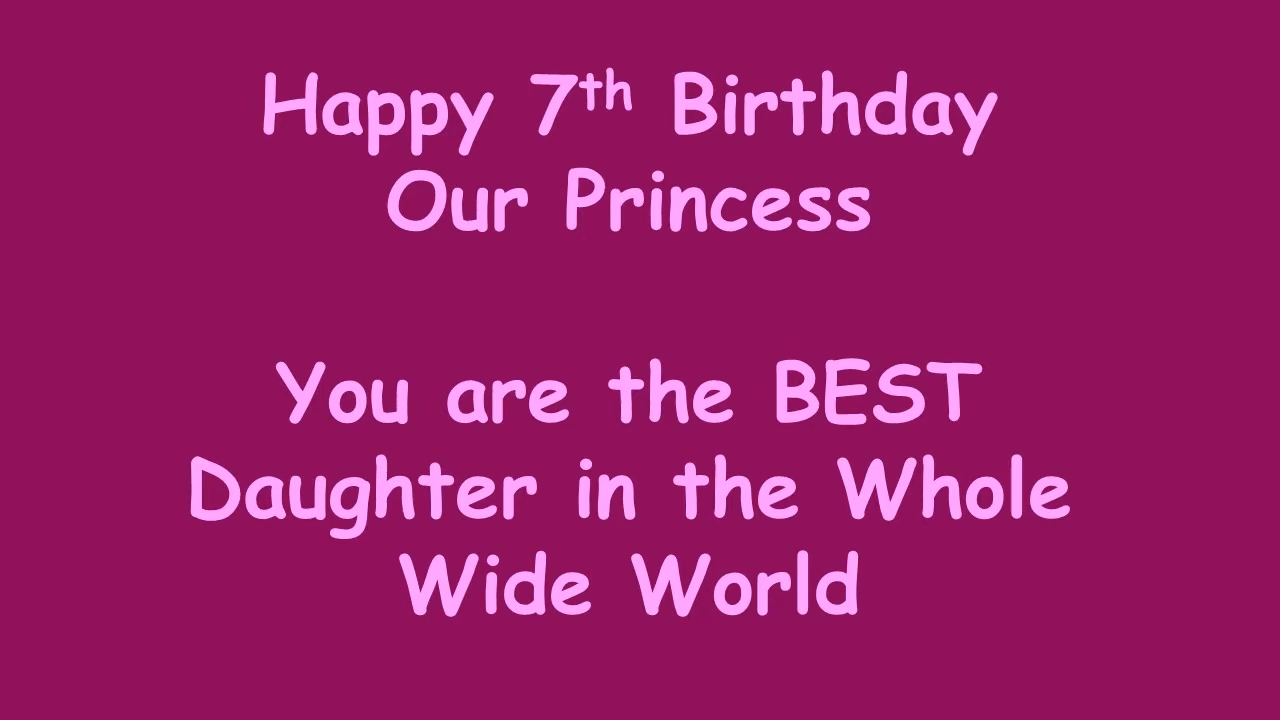 Happy 7th Birthday
Our Princess
You are the BEST
Daughter in the Whole
Wide World